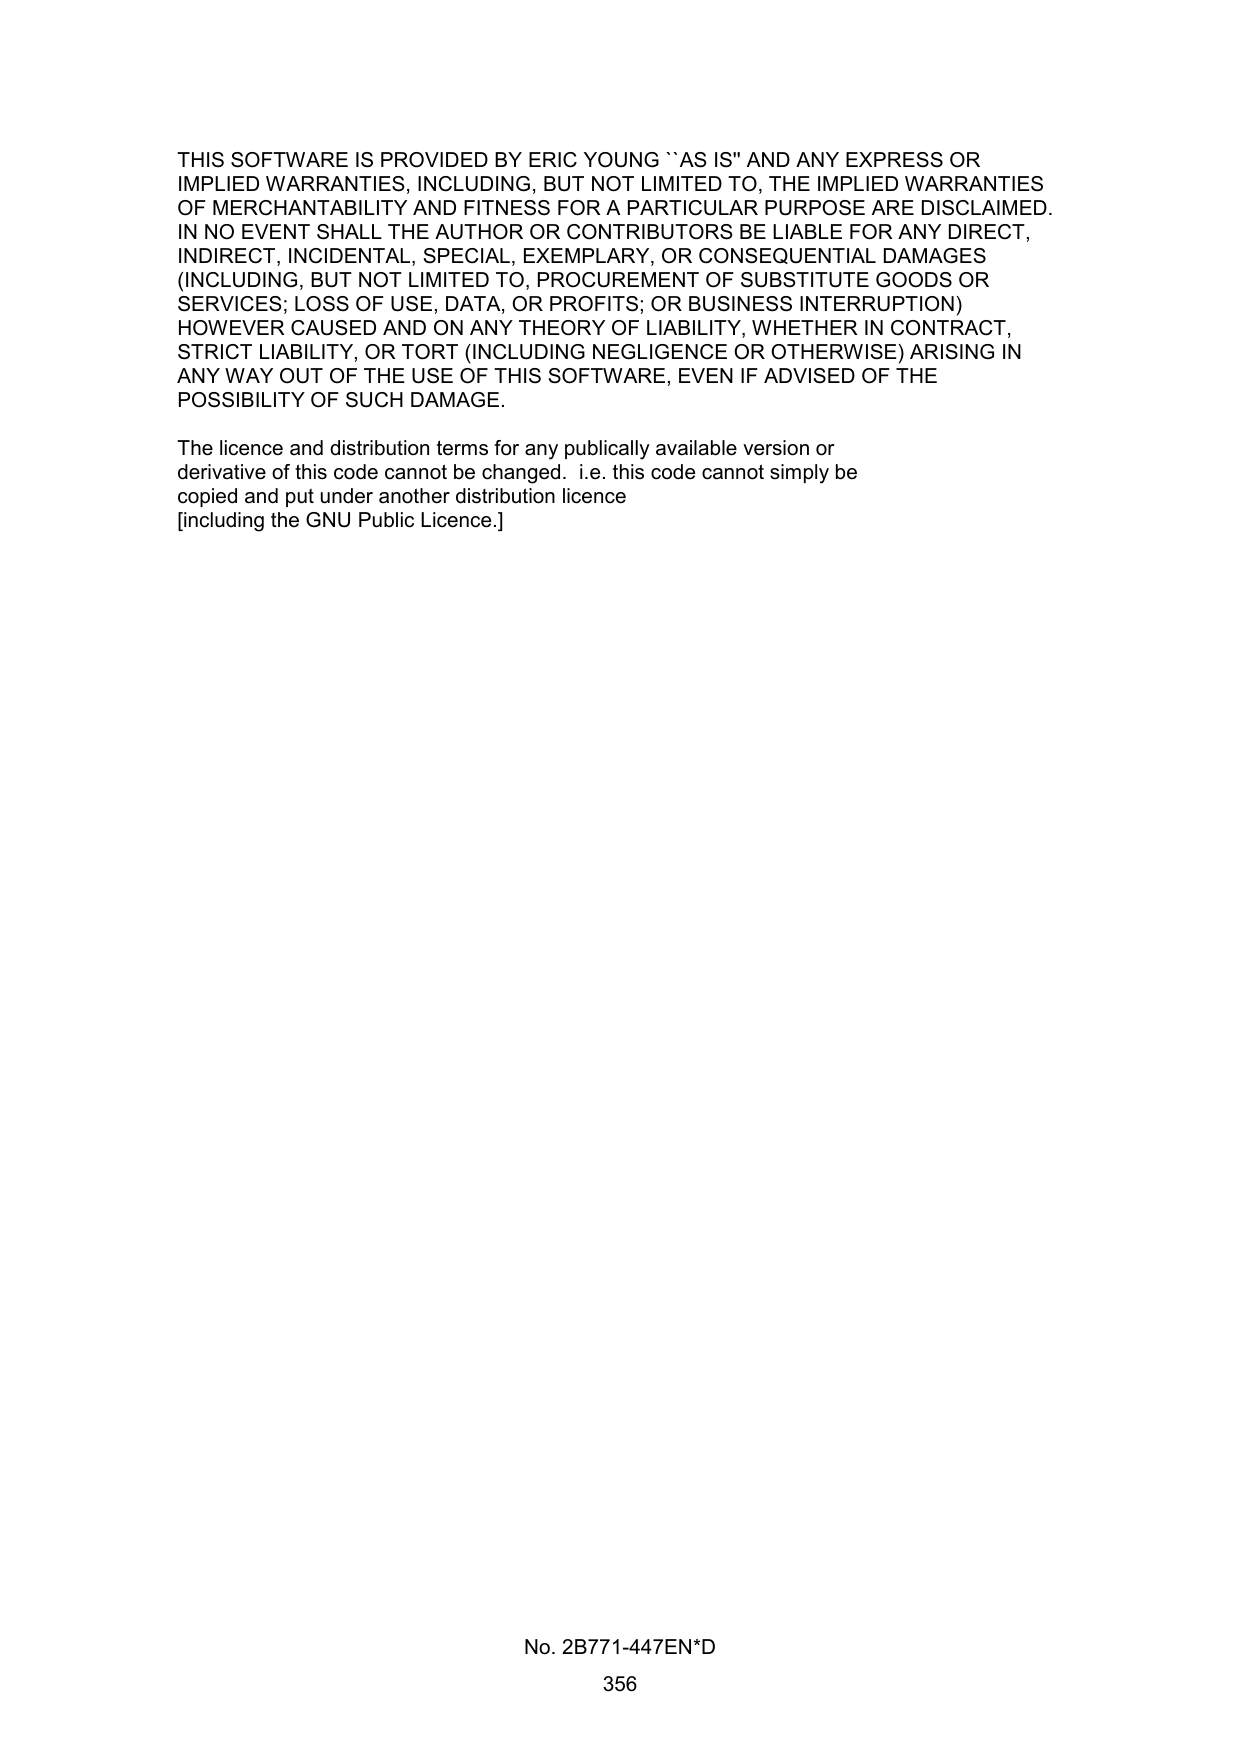 THIS SOFTWARE IS PROVIDED BY ERIC YOUNG ``AS IS'' AND ANY EXPRESS OR
IMPLIED WARRANTIES, INCLUDING, BUT NOT LIMITED TO, THE IMPLIED WARRANTIES
OF MERCHANTABILITY AND FITNESS FOR A PARTICULAR PURPOSE ARE DISCLAIMED.
IN NO EVENT SHALL THE AUTHOR OR CONTRIBUTORS BE LIABLE FOR ANY DIRECT,
INDIRECT, INCIDENTAL, SPECIAL, EXEMPLARY, OR CONSEQUENTIAL DAMAGES
(INCLUDING, BUT NOT LIMITED TO, PROCUREMENT OF SUBSTITUTE GOODS OR
SERVICES; LOSS OF USE, DATA, OR PROFITS; OR BUSINESS INTERRUPTION)
HOWEVER CAUSED AND ON ANY THEORY OF LIABILITY, WHETHER IN CONTRACT,
STRICT LIABILITY, OR TORT (INCLUDING NEGLIGENCE OR OTHERWISE) ARISING IN
ANY WAY OUT OF THE USE OF THIS SOFTWARE, EVEN IF ADVISED OF THE
POSSIBILITY OF SUCH DAMAGE.
The licence and distribution terms for any publically available version or
derivative of this code cannot be changed.  i.e. this code cannot simply be
copied and put under another distribution licence
[including the GNU Public Licence.]
No. 2B771-447EN*D
356